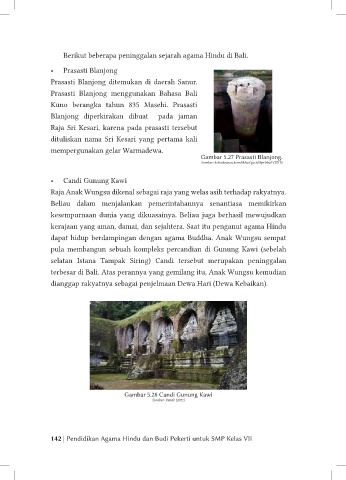 Berikut beberapa peninggalan sejarah agama Hindu di Bali.
• Prasasti Blanjong
Prasasti Blanjong ditemukan di daerah Sanur.
Prasasti Blanjong menggunakan Bahasa Bali
Kuno berangka tahun 835 Masehi. Prasasti
Blanjong diperkirakan dibuat pada jaman
Raja Sri Kesari, karena pada prasasti tersebut
dituliskan nama Sri Kesari yang pertama kali
mempergunakan gelar Warmadewa.
Gambar 5.27 Prasasti Blanjong.
• Candi Gunung Kawi
Raja Anak Wungsu dikenal sebagai raja yang welas asih terhadap rakyatnya.
Beliau dalam menjalankan pemerintahannya senantiasa memikirkan
kesempurnaan dunia yang dikuasainya. Beliau juga berhasil mewujudkan
kerajaan yang aman, damai, dan sejahtera. Saat itu penganut agama Hindu
dapat hidup berdampingan dengan agama Buddha. Anak Wungsu sempat
pula membangun sebuah kompleks percandian di Gunung Kawi (sebelah
selatan Istana Tampak Siring) Candi tersebut merupakan peninggalan
terbesar di Bali. Atas perannya yang gemilang itu, Anak Wungsu kemudian
dianggap rakyatnya sebagai penjelmaan Dewa Hari (Dewa Kebaikan).
Gambar 5.28 Candi Gunung Kawi
142 | Pendidikan Agama Hindu dan Budi Pekerti untuk SMP Kelas VII